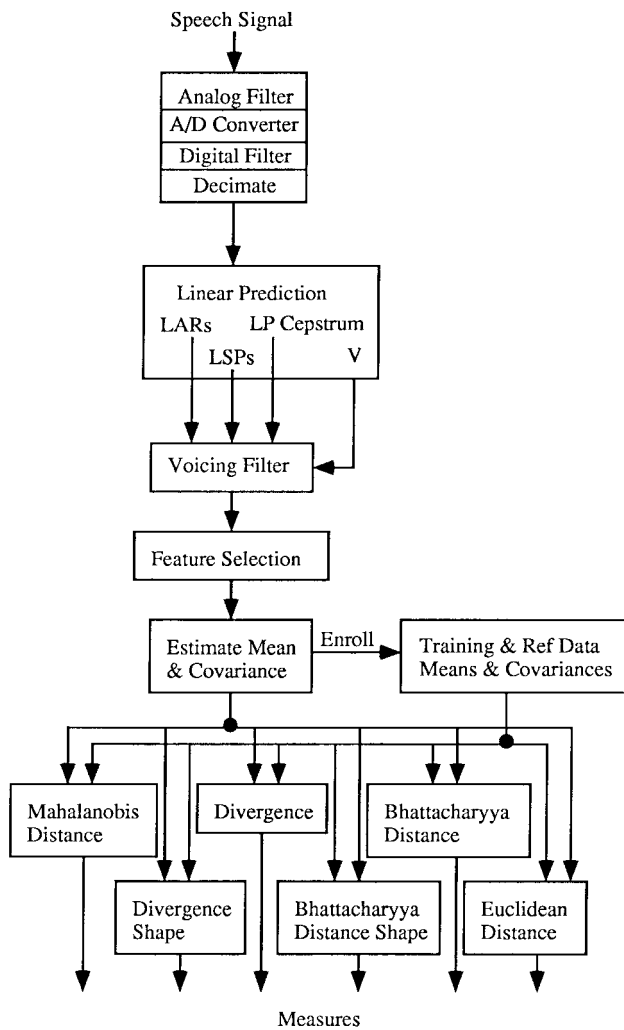 Speech Signal
Analog Filter
A/D Converter
Digital Filter
Decimate
Linear Prediction
LARs
LP Cepstrum
LSPs
V
Voicing Filter
Feature Selection
Estimate Mean
& Covariance
Enroll
Training & Ref Data
Means & Covariances
Mahalanobis
Distance
Divergence
Bhattacharyya
Distance
Divergence
Shape
Bhattacharyya
Distance Shape
Euclidean
Distance
Measures